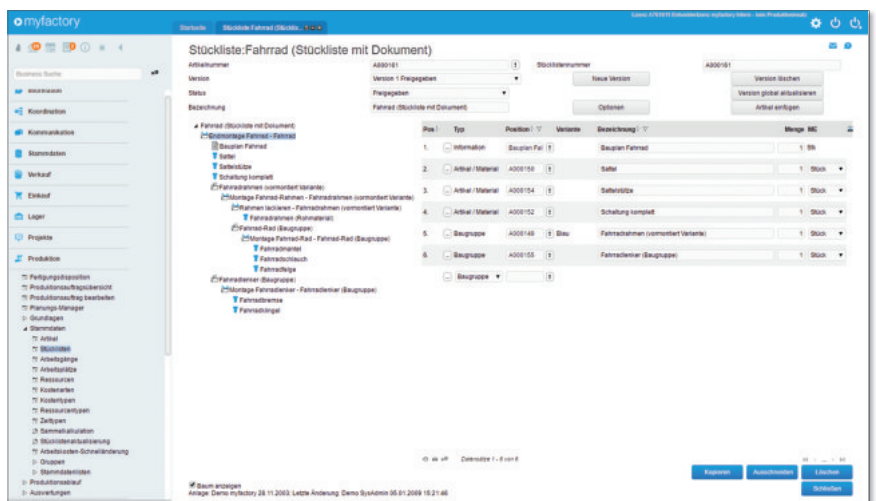 myfactory
Startseite
Stückliste:Fahrrad (Stückliste mit Dokument)
Business Suche
Artikelnummer
A000161
Stücklistennummer
A000161
Version
Version 1 Freigegeben
Neue Version
Version löschen
Status
Freigegeben
Version global aktualisieren
Bezeichnung
Fahrrad (Stückliste mit Dokument)
Optionen
Artikel einfügen
Koordination
Kommunikation
Stammdaten
Verkauf
Einkauf
Lager
Projekte
Produktion
Fertigungsdisposition
Produktionsauftragsübersicht
Produktionsauftrag bearbeiten
Planungs-Manager
Grundlagen
Stammdaten
Artikel
Stücklisten
Arbeitsgänge
Arbeitsplätze
Ressourcen
Kostenarten
Kostentypen
Ressourcentypen
Zeittypen
Sammelkalkulation
Stücklistenaktualisierung
Arbeitskosten-Schnelländerung
Gruppen
Stammdatenlisten
Produktionsablauf
Auswertungen
Fahrrad (Stückliste mit Dokument)
Endmontage Fahrrad - Fahrrad
Bauplan Fahrrad
Sattel
Sattelstütze
Schaltung komplett
Fahrradrahmen (vormontiert Variante)
Montage Fahrrad-Rahmen - Fahrradrahmen (vormontiert Variante)
Rahmen lackieren - Fahrradrahmen (vormontiert Variante)
Fahrradrahmen (Rohmaterial)
Fahrrad-Rad (Baugruppe)
Montage Fahrrad-Rad - Fahrrad-Rad (Baugruppe)
Fahrradmantel
Fahrradschlauch
Fahrradfelge
Fahrradlenker (Baugruppe)
Montage Fahrradlenker - Fahrradlenker (Baugruppe)
Fahrradbremse
Fahrradklingel
Pos Typ Position Variante Bezeichnung Menge ME
1. Information Bauplan Fal Bauplan Fahrrad 1 Stk
2. Artikel / Material A000150 Sattel 1 Stück
3. Artikel / Material A000154 Sattelstütze 1 Stück
4. Artikel / Material A000152 Schaltung komplett 1 Stück
5. Baugruppe A000149 Blau Fahrradrahmen (vormontiert Variante) 1 Stück
6. Baugruppe A000155 Fahrradlenker (Baugruppe) 1 Stück
Baugruppe
Datensätze 1 - 6 von 6
Kopieren
Ausschneiden
Löschen
Schließen
Baum anzeigen
Anlage: Demo myfactory 28.11.2003; Letzte Änderung: Demo SysAdmin 05.01.2009 15:21:46